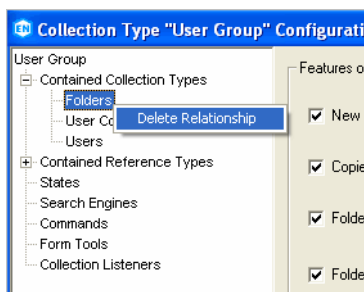 Collection Type "User Group" Configurati
User Group
Contained Collection Types
Folders
Delete Relationship
User Co
Users
Contained Reference Types
States
Search Engines
Commands
Form Tools
Collection Listeners
Features o
New
Copie
Folde
Folde